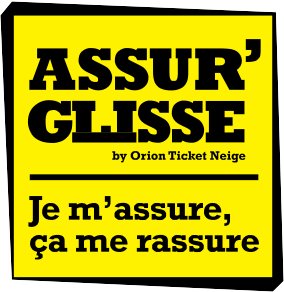 ASSUR'
GLISSE
by Orion Ticket Neige
Je m'assure,
ça me rassure